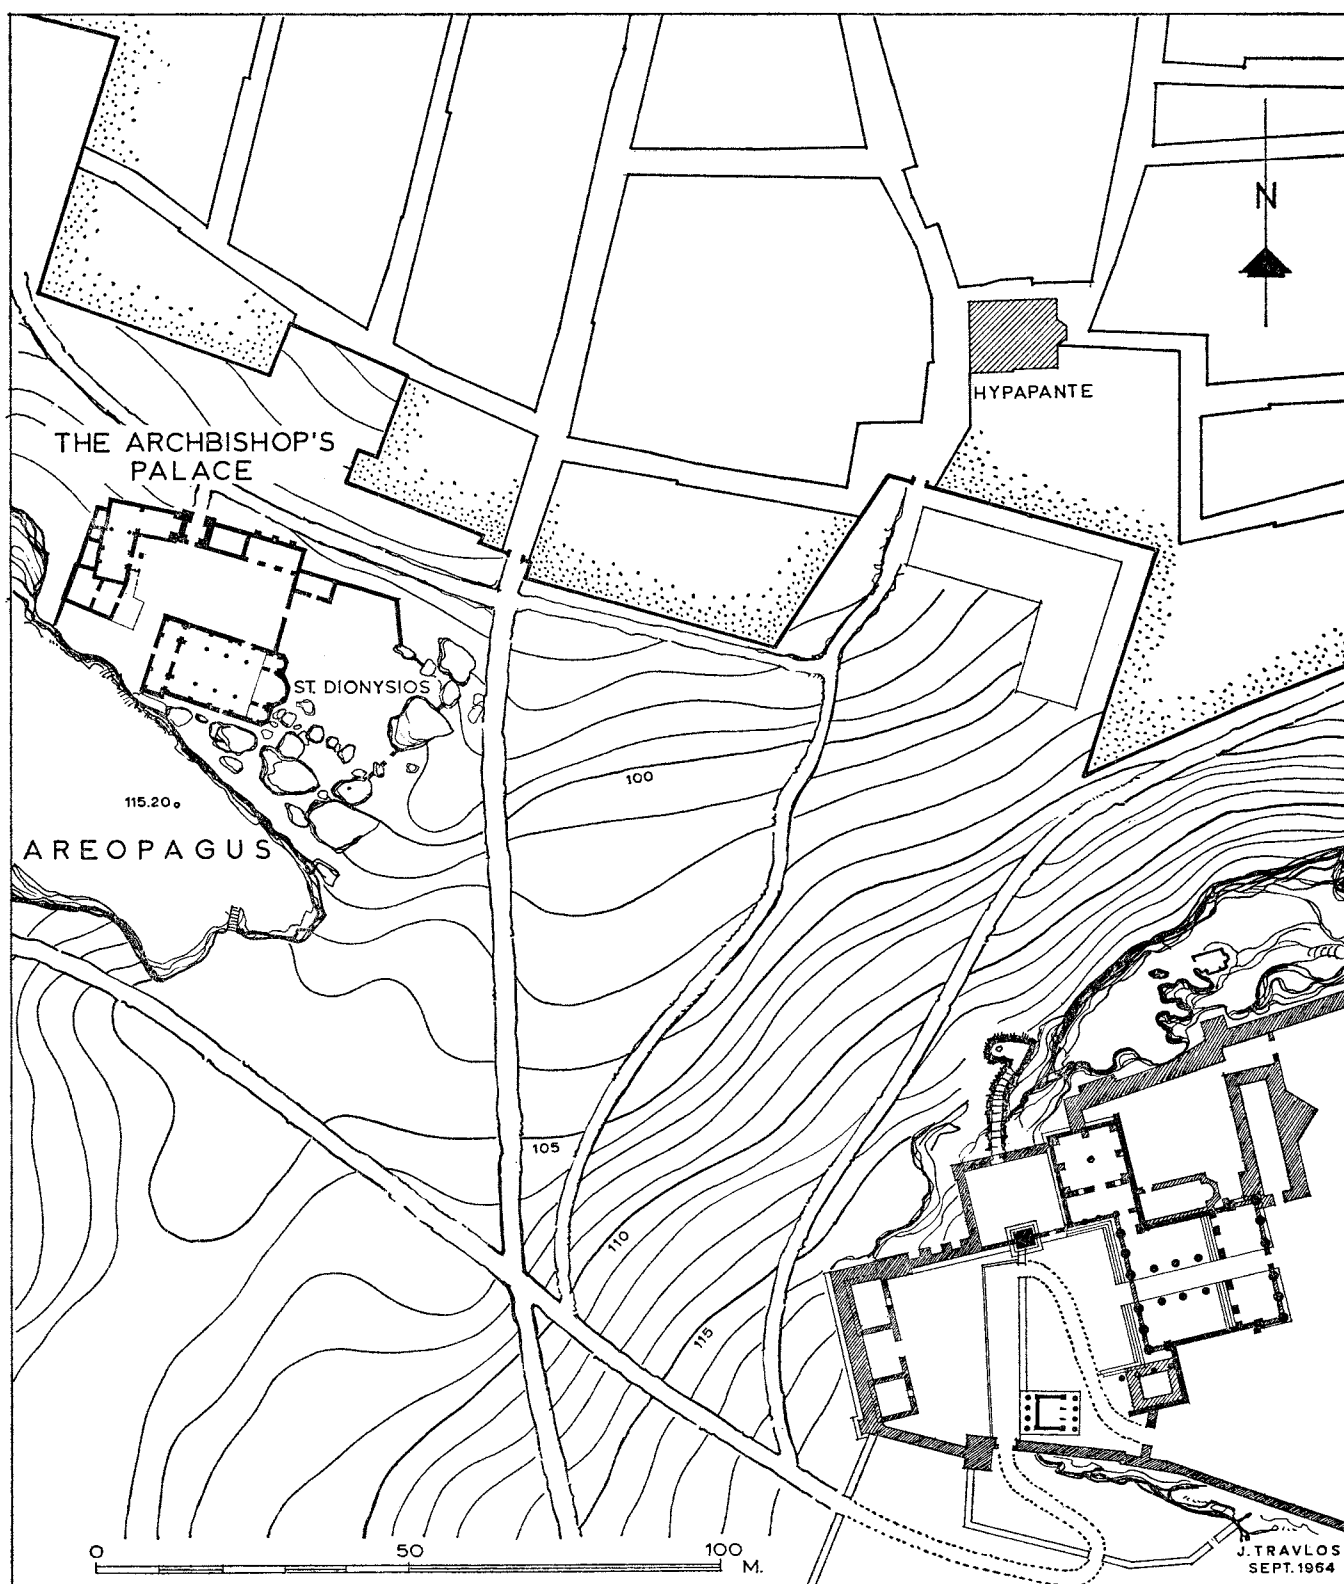 N
HYPAPANTE
THE ARCHBISHOP'S
PALACE
ST. DIONYSIOS
100
115.20
AREOPAGUS
105
110
115
0 50 100
M.
J. TRAVLOS
SEPT. 1964